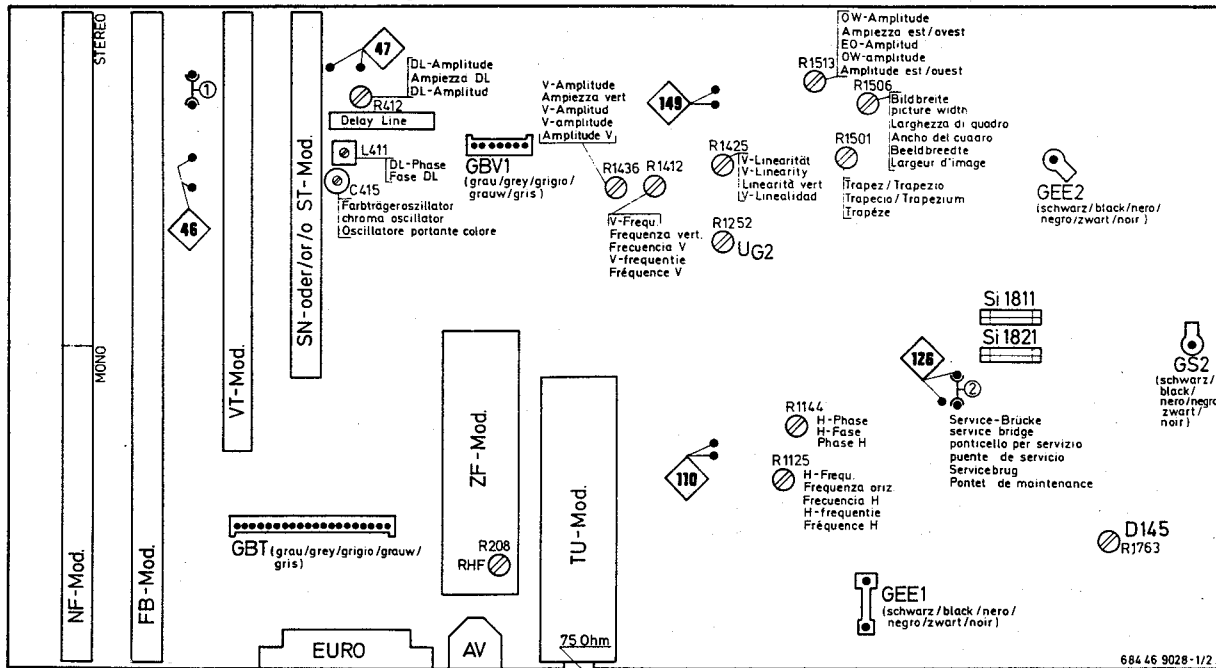 STEREO
MONO
NF-Mod.
FB-Mod.
①
46
VT-Mod.
SN-oder/or/o ST-Mod.
47
DL-Amplitude
Ampiezza DL
DL-Amplitud
R412
Delay Line
L411
DL-Phase
Fase DL
C415
Farbträgeroszillator
chroma oscillator
Oscillatore portante colore
GBV1
(grau/grey/grigio/
grauw/gris)
V-Amplitude
Ampiezza vert
V-Amplitud
V-amplitude
Amplitude V
R1436
R1412
V-Frequ.
Frequenza vert.
Frecuencia V
V-frequentie
Fréquence V
149
R1425
V-Linearität
V-Linearity
Linearità vert
V-Linealidad
R1252
UG2
OW-Amplitude
Ampiezza est/ovest
EO-Amplitud
OW-amplitude
Amplitude est/ouest
R1513
R1506
Bildbreite
picture width
Larghezza di quadro
Ancho del cuadro
Beeldbreedte
Largeur d'image
R1501
Trapez/Trapezio
Trapecio/Trapezium
Trapéze
GEE2
(schwarz/black/nero/
negro/zwart/noir)
Si 1811
Si 1821
126
②
Service-Brücke
service bridge
ponticello per servizio
puente de servicio
Servicebrug
Pontet de maintenance
GS2
(schwarz/
black/
nero/negro
zwart/
noir)
R1144
H-Phase
H-Fase
Phase H
R1125
H-Frequ.
Frequenza oriz
Frecuencia H
H-frequentie
Fréquence H
110
ZF-Mod.
R208
RHF
TU-Mod.
75 Ohm
GBT (grau/grey/grigio/grauw/
gris)
EURO
AV
GEE1
(schwarz/black/nero/
negro/zwart/noir)
D145
R1763
684 46 9028-1/2